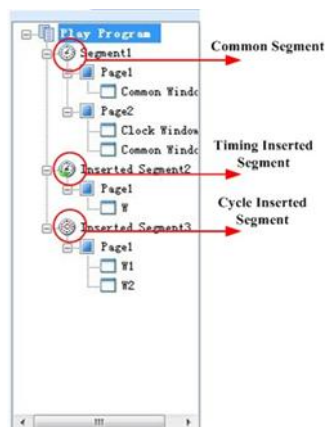 Play Program
Segment1
Common Segment
Page1
Common Windo
Page2
Clock Window
Common Window
Timing Inserted
Segment
Inserted Segment2
Page1
W
Cycle Inserted
Segment
Inserted Segment3
Page1
W1
W2